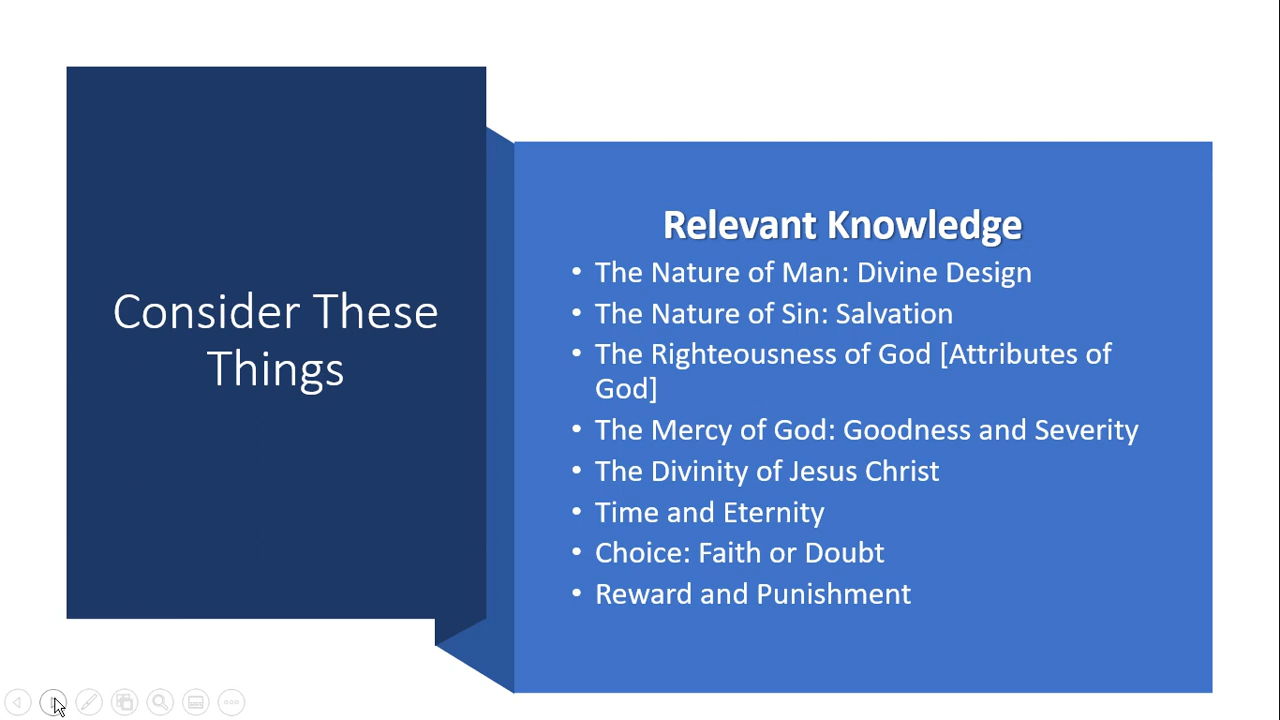 Consider These
Things
Relevant Knowledge
• The Nature of Man: Divine Design
• The Nature of Sin: Salvation
• The Righteousness of God [Attributes of
God]
• The Mercy of God: Goodness and Severity
• The Divinity of Jesus Christ
• Time and Eternity
• Choice: Faith or Doubt
• Reward and Punishment